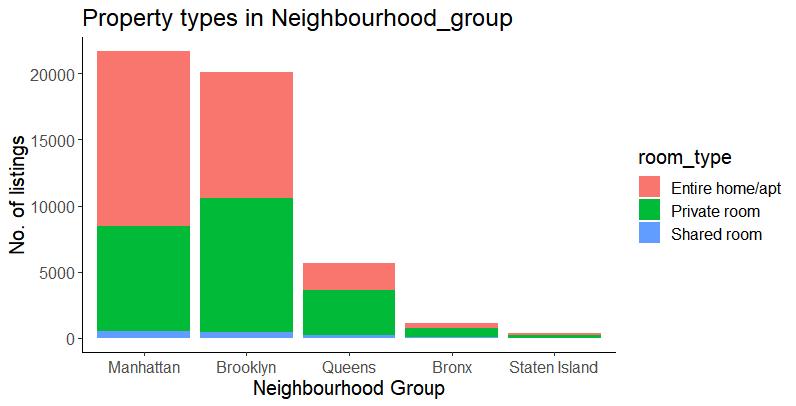 Property types in Neighbourhood_group
No. of listings
20000
15000
10000
5000
0
Manhattan
Brooklyn
Queens
Bronx
Staten Island
Neighbourhood Group
room_type
Entire home/apt
Private room
Shared room